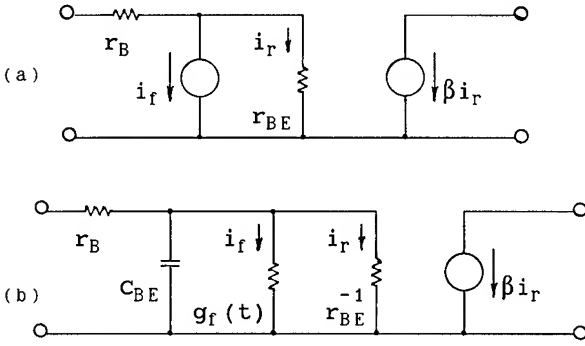 (a)
r_B
i_f
i_r
r_BE
βi_r
(b)
r_B
C_BE
i_f
g_f(t)
i_r
r_BE^-1
βi_r